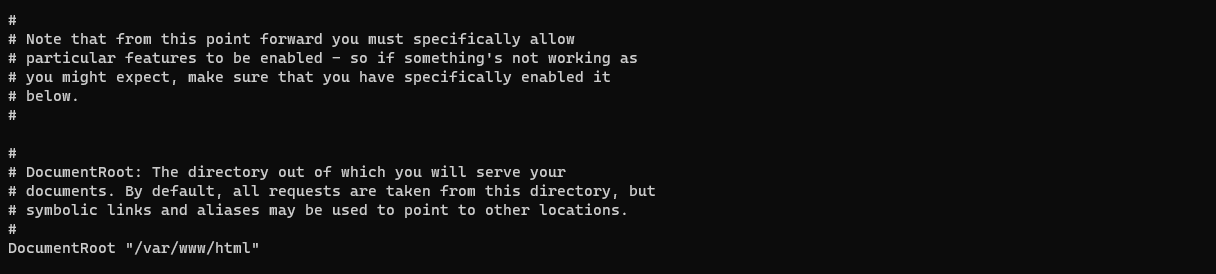 #
# Note that from this point forward you must specifically allow
# particular features to be enabled - so if something's not working as
# you might expect, make sure that you have specifically enabled it
# below.
#
#
# DocumentRoot: The directory out of which you will serve your
# documents. By default, all requests are taken from this directory, but
# symbolic links and aliases may be used to point to other locations.
#
DocumentRoot "/var/www/html"